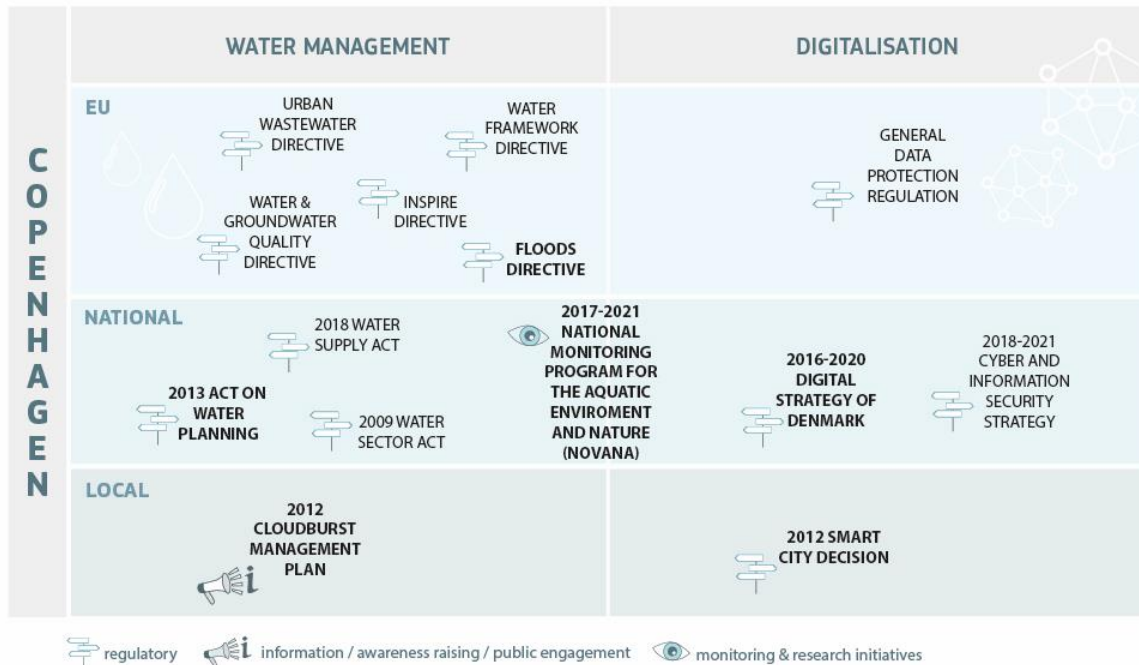 WATER MANAGEMENT
DIGITALISATION
COPENHAGEN
EU
URBAN
WASTEWATER
DIRECTIVE
WATER
FRAMEWORK
DIRECTIVE
WATER &
GROUNDWATER
QUALITY
DIRECTIVE
INSPIRE
DIRECTIVE
FLOODS
DIRECTIVE
GENERAL
DATA
PROTECTION
REGULATION
NATIONAL
2018 WATER
SUPPLY ACT
2013 ACT ON
WATER
PLANNING
2009 WATER
SECTOR ACT
2017-2021
NATIONAL
MONITORING
PROGRAM FOR
THE AQUATIC
ENVIROMENT
AND NATURE
(NOVANA)
2016-2020
DIGITAL
STRATEGY OF
DENMARK
2018-2021
CYBER AND
INFORMATION
SECURITY
STRATEGY
LOCAL
2012
CLOUDBURST
MANAGEMENT
PLAN
i
2012 SMART
CITY DECISION
regulatory
i information / awareness raising / public engagement
monitoring & research initiatives